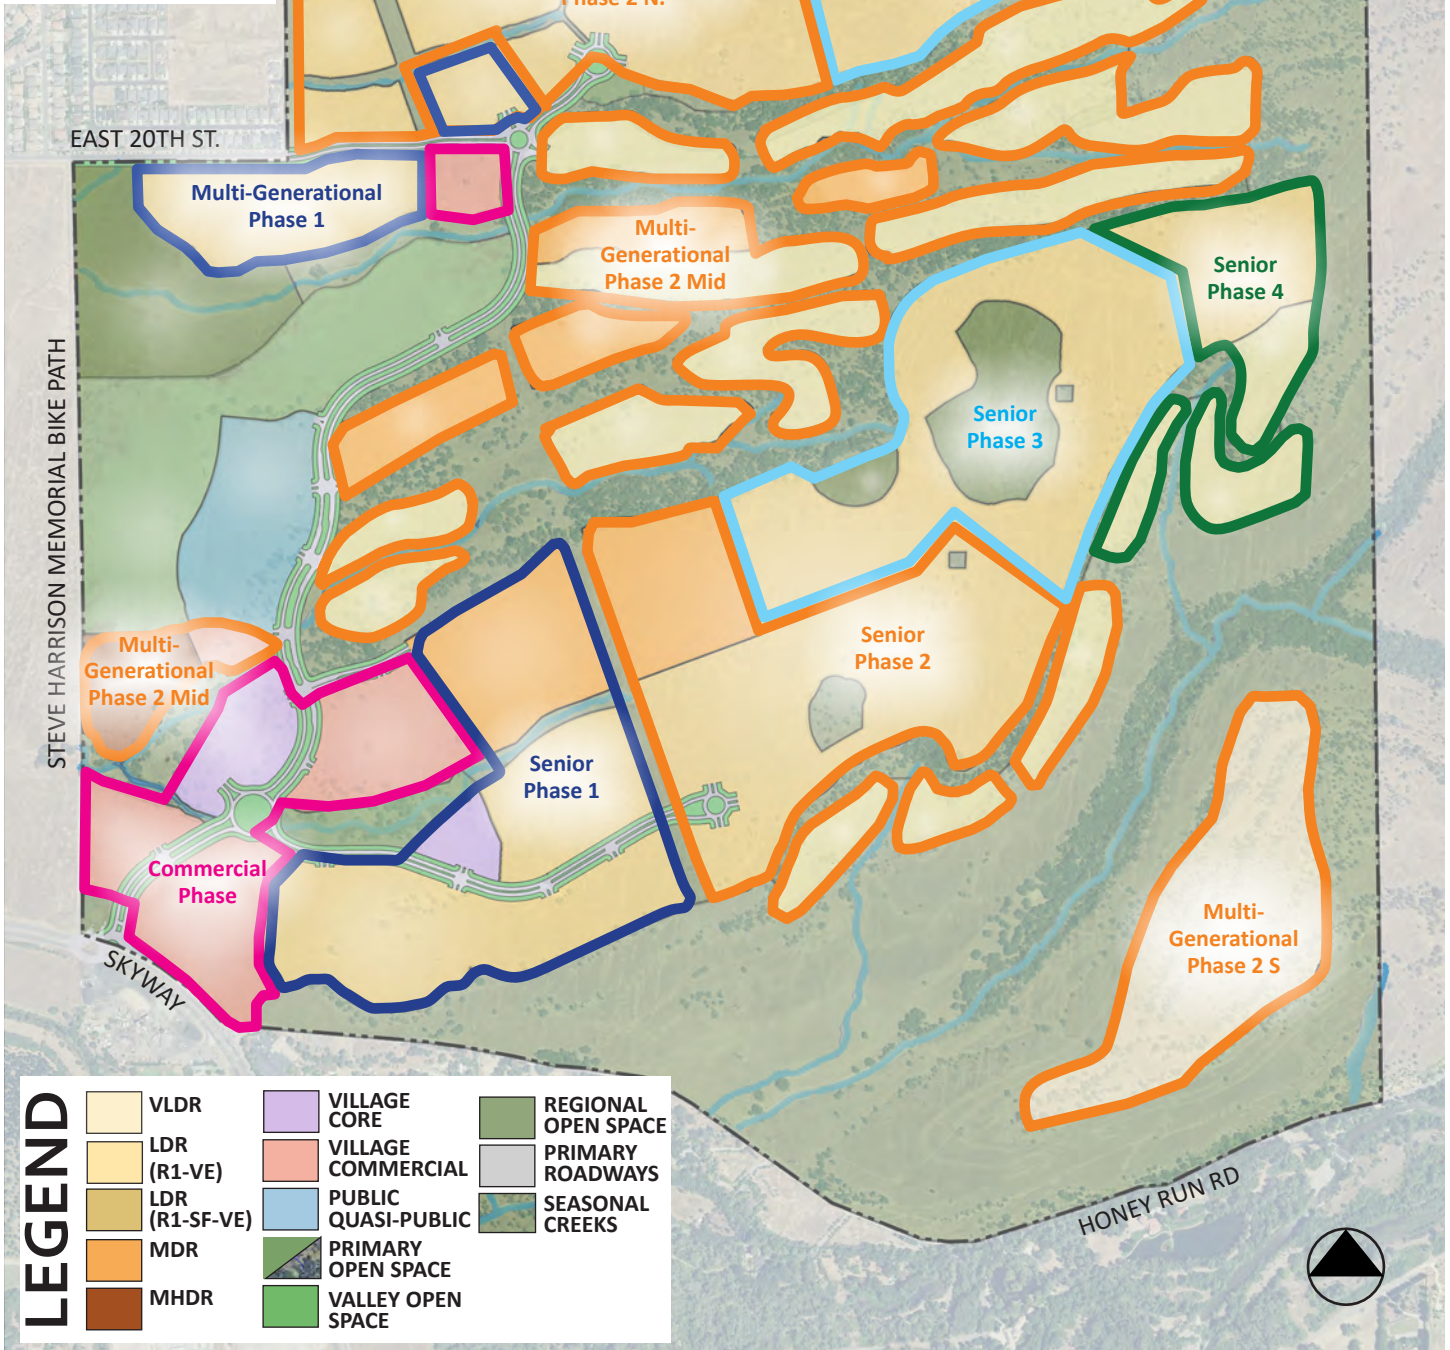 Phase 2 N.
EAST 20TH ST.
Multi-Generational
Phase 1
Multi-
Generational
Phase 2 Mid
Senior
Phase 4
Senior
Phase 3
STEVE HARRISON MEMORIAL BIKE PATH
Multi-
Generational
Phase 2 Mid
Senior
Phase 2
Senior
Phase 1
Commercial
Phase
Multi-
Generational
Phase 2 S
SKYWAY
HONEY RUN RD
LEGEND
VLDR
LDR
(R1-VE)
LDR
(R1-SF-VE)
MDR
MHDR
VILLAGE
CORE
VILLAGE
COMMERCIAL
PUBLIC
QUASI-PUBLIC
PRIMARY
OPEN SPACE
VALLEY OPEN
SPACE
REGIONAL
OPEN SPACE
PRIMARY
ROADWAYS
SEASONAL
CREEKS